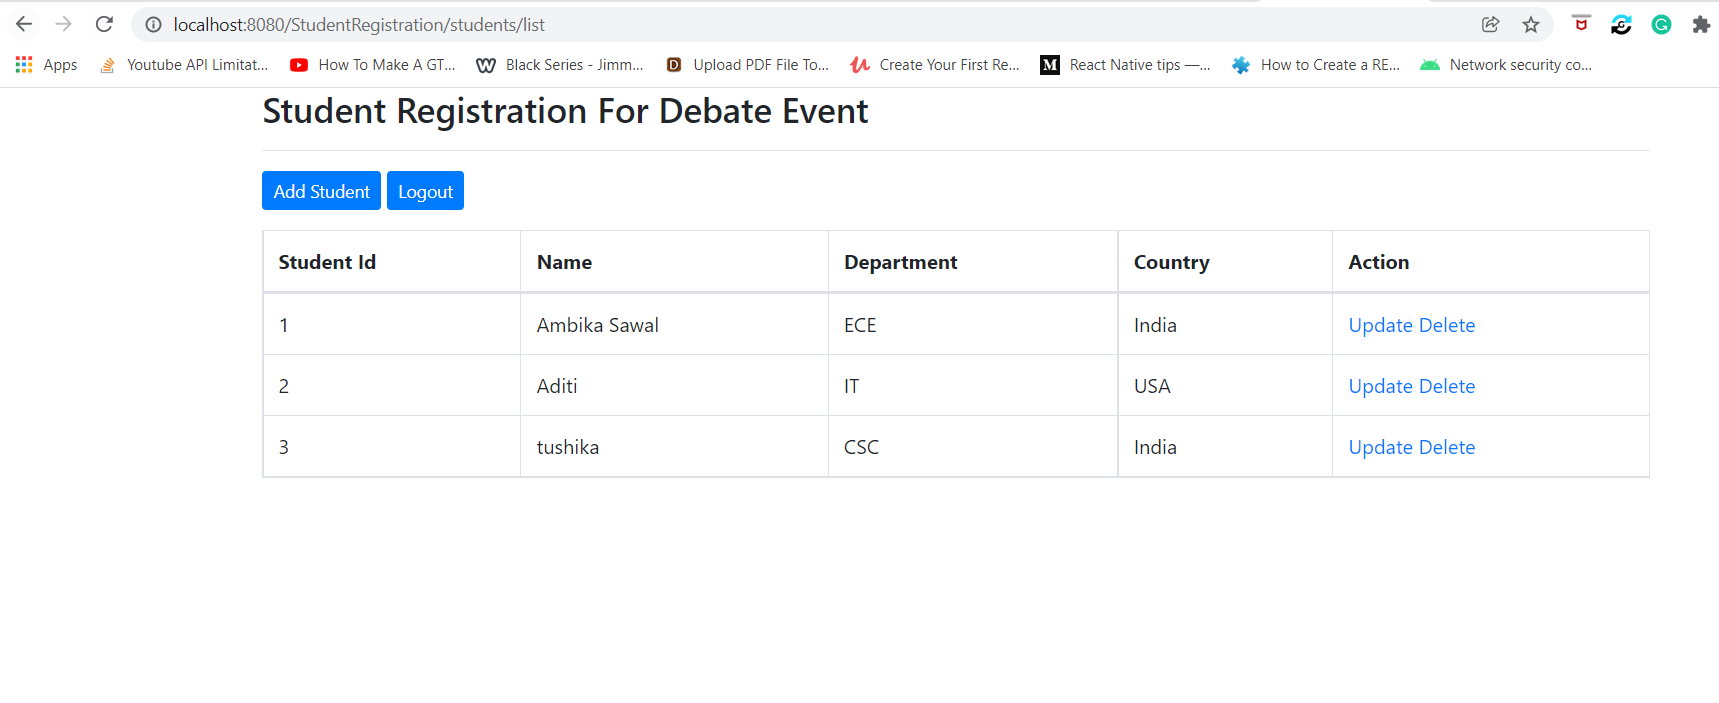 localhost:8080/StudentRegistration/students/list
Apps Youtube API Limitat... How To Make A GT... Black Series - Jimm... Upload PDF File To... Create Your First Re... React Native tips —... How to Create a RE... Network security co...
Student Registration For Debate Event
Add Student Logout
Student Id Name Department Country Action
1 Ambika Sawal ECE India Update Delete
2 Aditi IT USA Update Delete
3 tushika CSC India Update Delete